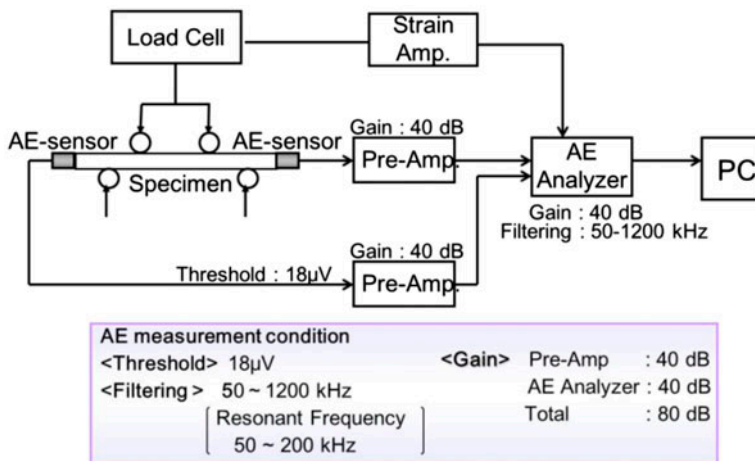 Load Cell
Strain
Amp.
AE-sensor
AE-sensor
Specimen
Gain : 40 dB
Pre-Amp.
AE
Analyzer
PC
Gain : 40 dB
Filtering : 50-1200 kHz
Gain : 40 dB
Threshold : 18μV
Pre-Amp.
AE measurement condition
<Threshold> 18μV
<Filtering > 50 ~ 1200 kHz
Resonant Frequency
50 ~ 200 kHz
<Gain> Pre-Amp : 40 dB
AE Analyzer : 40 dB
Total : 80 dB